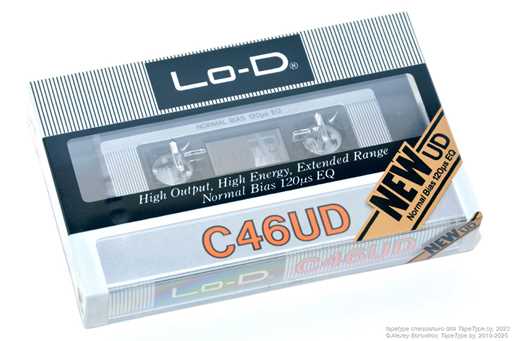 Lo-D®
NORMAL BIAS 120µs EQ
High Output, High Energy, Extended Range
Normal Bias 120µs EQ
NEW UD
Normal Bias 120µs EQ
C46UD
Lo-D C46UD
NEW